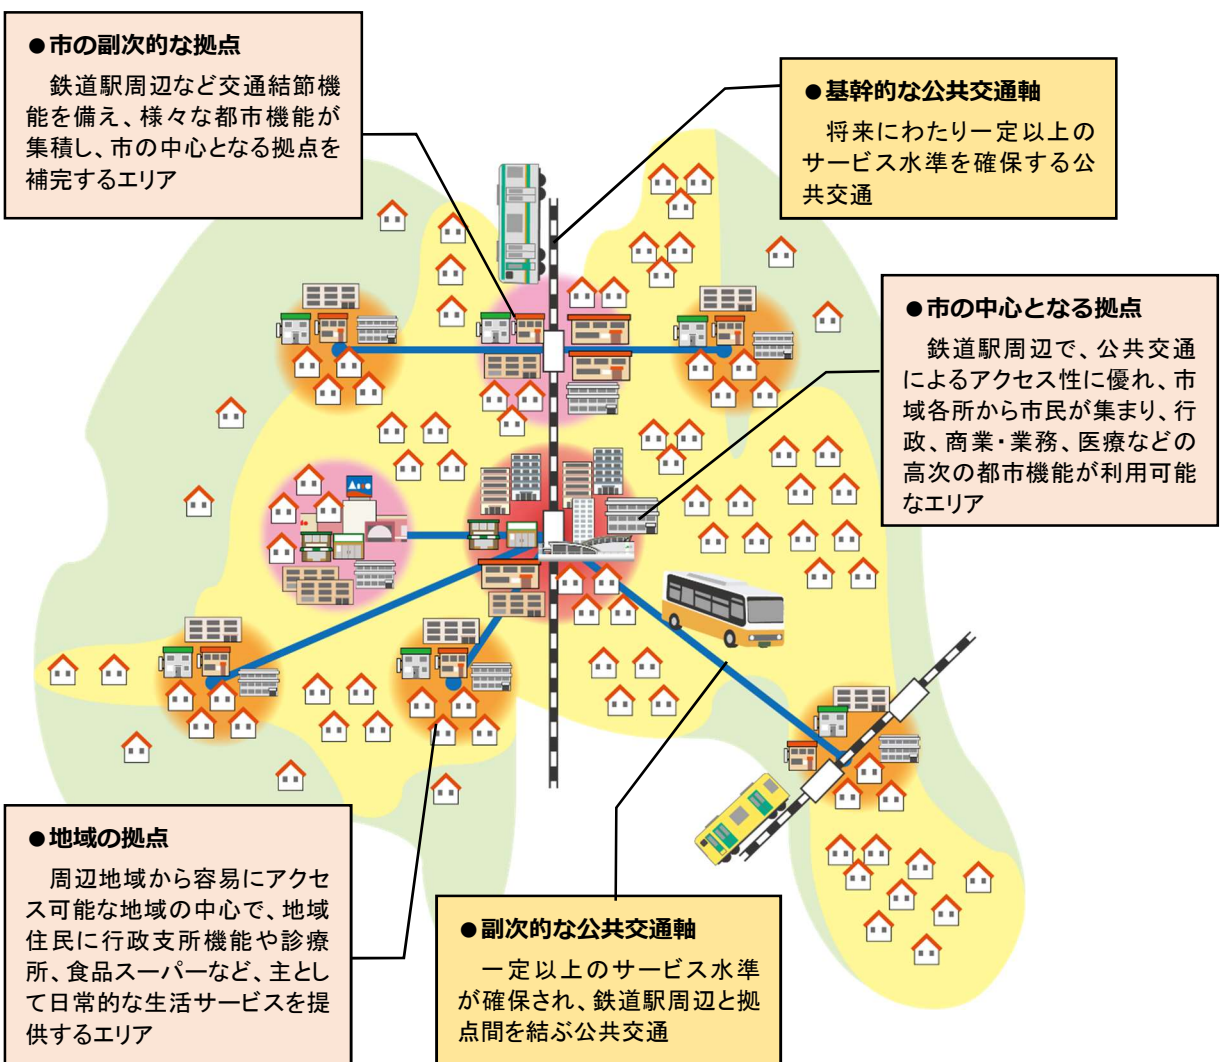 ●市の副次的な拠点
鉄道駅周辺など交通結節機
能を備え、様々な都市機能が
集積し、市の中心となる拠点を
補完するエリア
●基幹的な公共交通軸
将来にわたり一定以上の
サービス水準を確保する公
共交通
●市の中心となる拠点
鉄道駅周辺で、公共交通
によるアクセス性に優れ、市
域各所から市民が集まり、行
政、商業・業務、医療などの
高次の都市機能が利用可能
なエリア
●地域の拠点
周辺地域から容易にアクセ
ス可能な地域の中心で、地域
住民に行政支所機能や診療
所、食品スーパーなど、主とし
て日常的な生活サービスを提
供するエリア
●副次的な公共交通軸
一定以上のサービス水準
が確保され、鉄道駅周辺と拠
点間を結ぶ公共交通